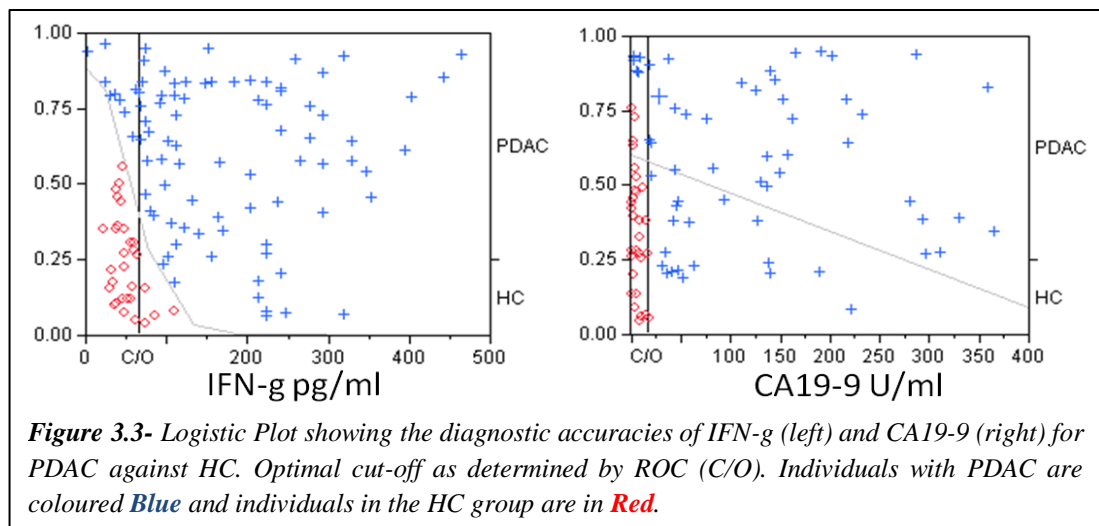 1.00
0.75
0.50
0.25
0.00
PDAC
HC
0 C/O 100 200 300 400 500
IFN-g pg/ml
1.00
0.75
0.50
0.25
0.00
PDAC
HC
C/O 100 150 200 250 300 350 400
CA19-9 U/ml
Figure 3.3- Logistic Plot showing the diagnostic accuracies of IFN-g (left) and CA19-9 (right) for
PDAC against HC. Optimal cut-off as determined by ROC (C/O). Individuals with PDAC are
coloured Blue and individuals in the HC group are in Red.